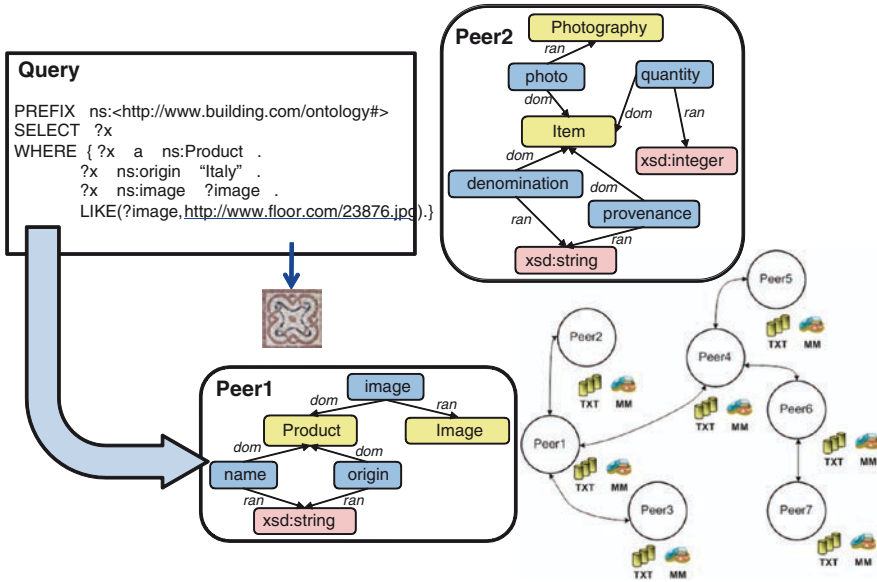 Query
PREFIX ns:<http://www.building.com/ontology#>
SELECT ?x
WHERE { ?x a ns:Product .
?x ns:origin “Italy” .
?x ns:image ?image .
LIKE(?image,http://www.floor.com/23876.jpg).}
Peer2
Photography
ran
photo
quantity
dom
dom
ran
Item
xsd:integer
dom
denomination
dom
provenance
ran
ran
xsd:string
Peer1
image
dom
ran
Product
Image
dom
dom
name
origin
ran
ran
xsd:string
Peer5
TXT MM
Peer2
TXT MM
Peer4
TXT MM
Peer6
TXT MM
Peer1
TXT MM
Peer3
TXT MM
Peer7
TXT MM